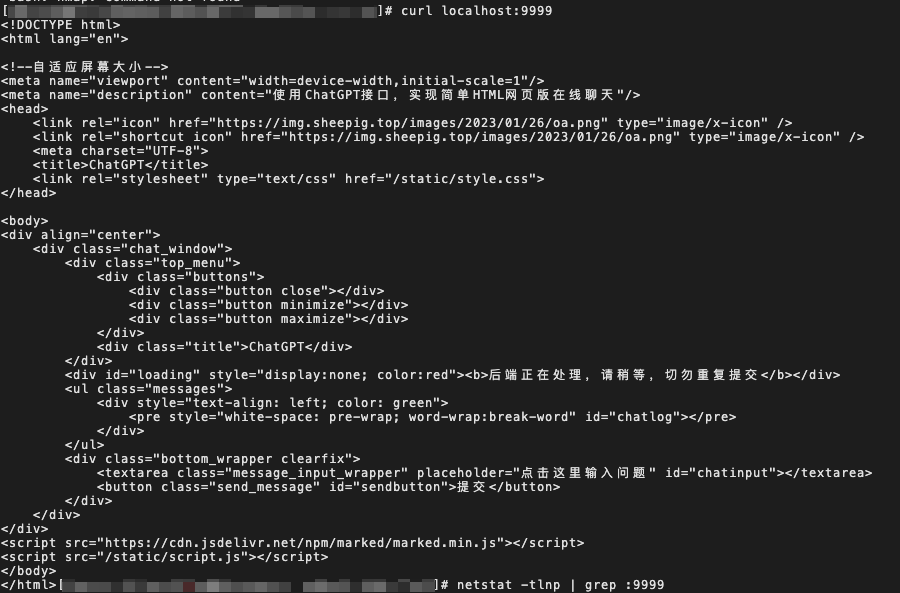 ]# curl localhost:9999
<!DOCTYPE html>
<html lang="en">
<!--自适应屏幕大小-->
<meta name="viewport" content="width=device-width,initial-scale=1"/>
<meta name="description" content="使用ChatGPT接口，实现简单HTML网页版在线聊天"/>
<head>
    <link rel="icon" href="https://img.sheepig.top/images/2023/01/26/oa.png" type="image/x-icon" />
    <link rel="shortcut icon" href="https://img.sheepig.top/images/2023/01/26/oa.png" type="image/x-icon" />
    <meta charset="UTF-8">
    <title>ChatGPT</title>
    <link rel="stylesheet" type="text/css" href="/static/style.css">
</head>
<body>
<div align="center">
    <div class="chat_window">
        <div class="top_menu">
            <div class="buttons">
                <div class="button close"></div>
                <div class="button minimize"></div>
                <div class="button maximize"></div>
            </div>
            <div class="title">ChatGPT</div>
        </div>
        <div id="loading" style="display:none; color:red"><b>后端正在处理，请稍等，切勿重复提交</b></div>
        <ul class="messages">
            <div style="text-align: left; color: green">
                <pre style="white-space: pre-wrap; word-wrap:break-word" id="chatlog"></pre>
            </div>
        </ul>
        <div class="bottom_wrapper clearfix">
            <textarea class="message_input_wrapper" placeholder="点击这里输入问题" id="chatinput"></textarea>
            <button class="send_message" id="sendbutton">提交</button>
        </div>
    </div>
</div>
<script src="https://cdn.jsdelivr.net/npm/marked/marked.min.js"></script>
<script src="/static/script.js"></script>
</body>
</html>[ ]# netstat -tlnp | grep :9999